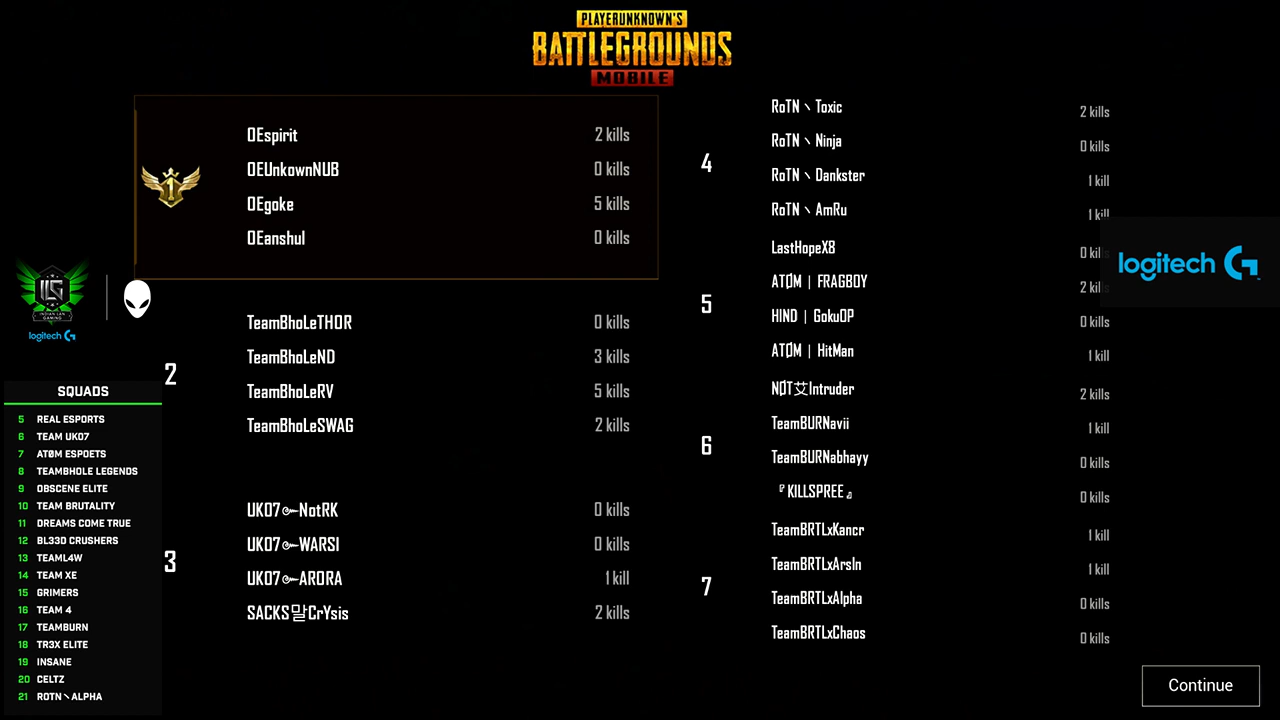 PLAYERUNKNOWN'S
BATTLEGROUNDS
MOBILE
1
OEspirit 2 kills
OEUnkownNUB 0 kills
OEgoke 5 kills
OEanshul 0 kills
2
TeamBhoLeTHOR 0 kills
TeamBhoLeND 3 kills
TeamBhoLeRV 5 kills
TeamBhoLeSWAG 2 kills
3
UK07๛NotRK 0 kills
UK07๛WARSI 0 kills
UK07๛ARORA 1 kill
SACKS말CrYsis 2 kills
4
RoTN丶Toxic 2 kills
RoTN丶Ninja 0 kills
RoTN丶Dankster 1 kill
RoTN丶AmRu 1 kill
5
LastHopeX8 0 kil
ATØM | FRAGBOY 2 kil
HIND | GokuOP 0 kills
ATØM | HitMan 1 kill
6
NØT艾Intruder 2 kills
TeamBURNavii 1 kill
TeamBURNabhayy 0 kills
『KILLSPREE』 0 kills
7
TeamBRTLxKancr 1 kill
TeamBRTLxArsIn 1 kill
TeamBRTLxAlpha 0 kills
TeamBRTLxChaos 0 kills
ILG
INDIAN LAN
GAMING
logitech G
logitech G
SQUADS
5 REAL ESPORTS
6 TEAM UK07
7 ATØM ESPOETS
8 TEAMBHOLE LEGENDS
9 OBSCENE ELITE
10 TEAM BRUTALITY
11 DREAMS COME TRUE
12 BL33D CRUSHERS
13 TEAML4W
14 TEAM XE
15 GRIMERS
16 TEAM 4
17 TEAMBURN
18 TR3X ELITE
19 INSANE
20 CELTZ
21 ROTN丶ALPHA
Continue